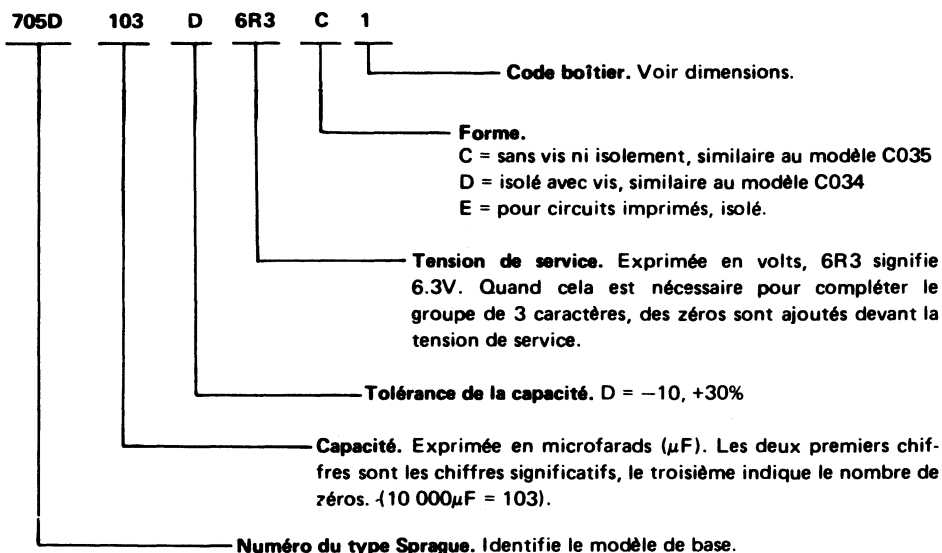 705D 103 D 6R3 C 1
Code boîtier. Voir dimensions.
Forme.
C = sans vis ni isolement, similaire au modèle C035
D = isolé avec vis, similaire au modèle C034
E = pour circuits imprimés, isolé.
Tension de service. Exprimée en volts, 6R3 signifie
6.3V. Quand cela est nécessaire pour compléter le
groupe de 3 caractères, des zéros sont ajoutés devant la
tension de service.
Tolérance de la capacité. D = −10, +30%
Capacité. Exprimée en microfarads (μF). Les deux premiers chif-
fres sont les chiffres significatifs, le troisième indique le nombre de
zéros. (10 000μF = 103).
Numéro du type Sprague. Identifie le modèle de base.